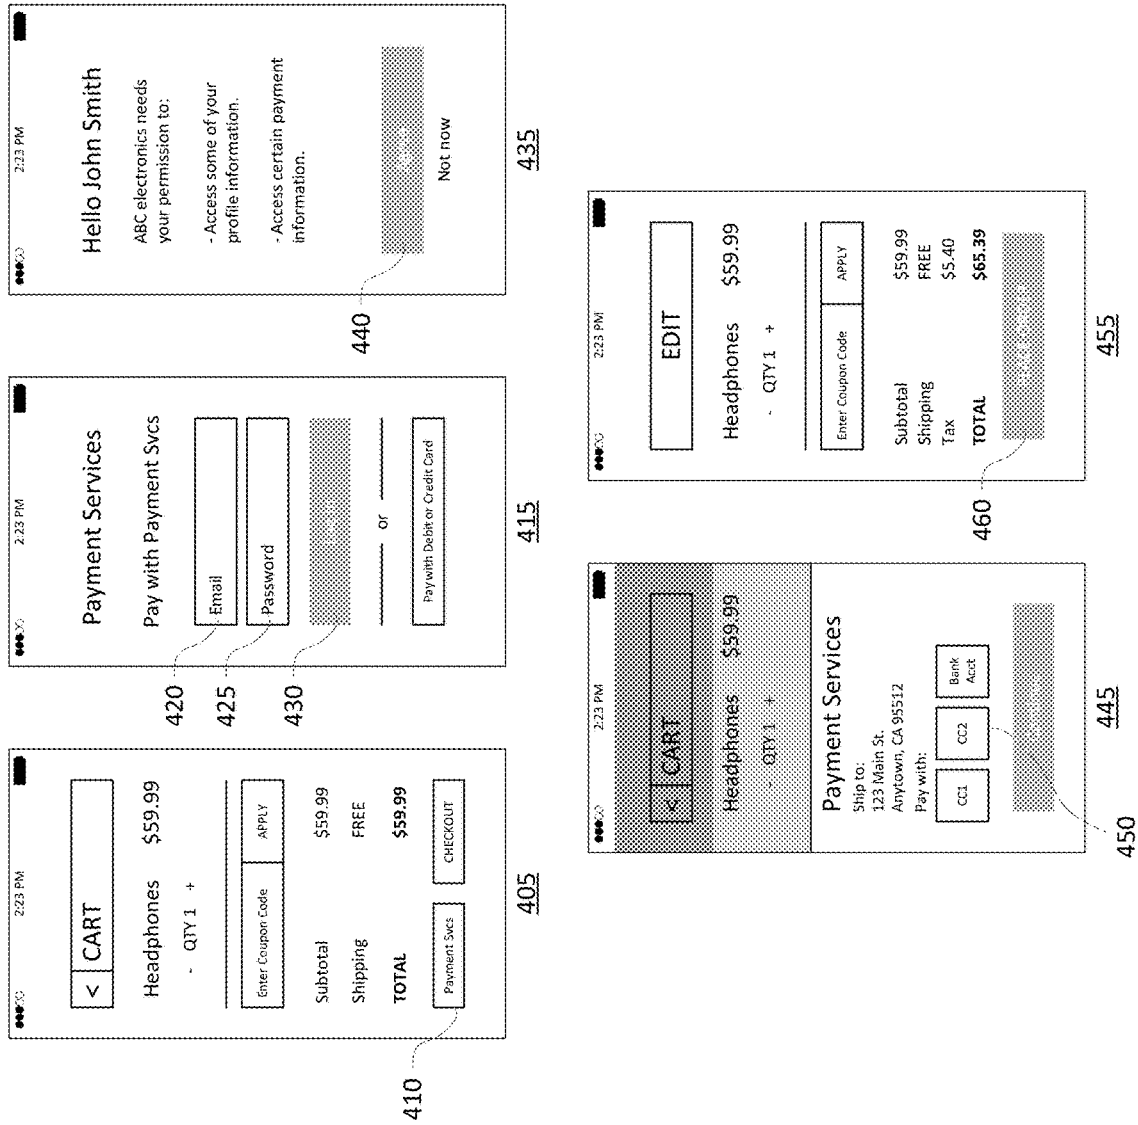 2:23 PM
< CART
Headphones $59.99
- QTY 1 +
Enter Coupon Code APPLY
Subtotal $59.99
Shipping FREE
TOTAL $59.99
Payment Svcs CHECKOUT
410
405
2:23 PM
Payment Services
Pay with Payment Svcs
Email
Password
or
Pay with Debit or Credit Card
420
425
430
415
2:23 PM
Hello John Smith
ABC electronics needs
your permission to:
- Access some of your
profile information.
- Access certain payment
information.
Not now
440
435
2:23 PM
< CART
Headphones $59.99
- QTY 1 +
Payment Services
Ship to:
123 Main St.
Anytown, CA 95512
Pay with:
CC1 CC2 Bank
Acct
450
445
2:23 PM
EDIT
Headphones $59.99
- QTY 1 +
Enter Coupon Code APPLY
Subtotal $59.99
Shipping FREE
Tax $5.40
TOTAL $65.39
460
455